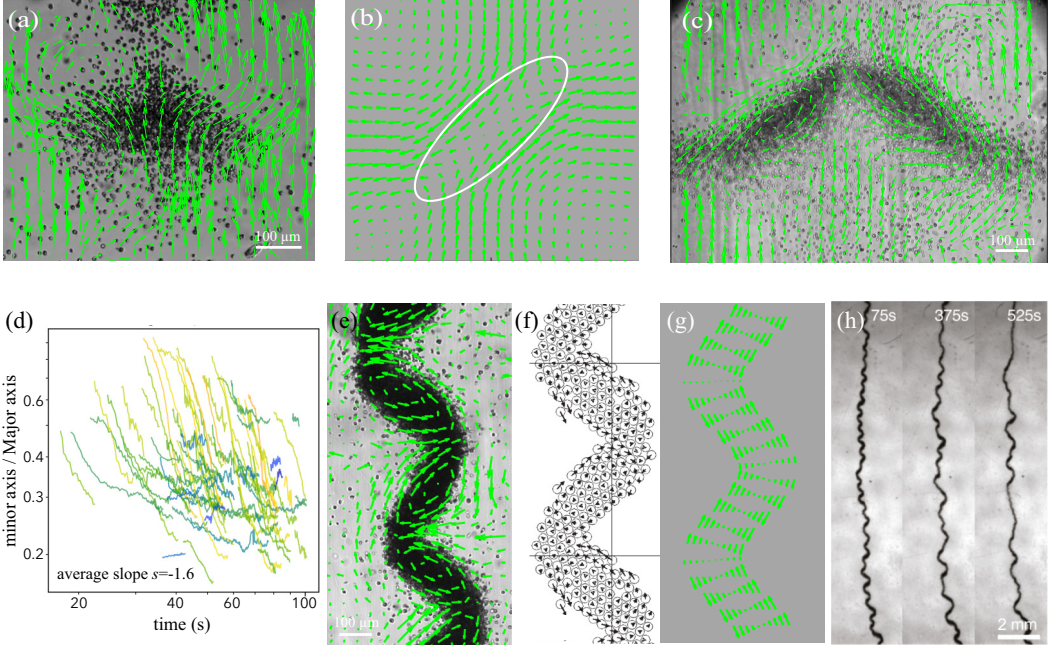 (a)
100 µm
(b)
(c)
100 µm
(d)
minor axis / Major axis
0.6
0.4
0.3
0.2
average slope s=-1.6
20
40
60
100
time (s)
(e)
100 µm
(f)
(g)
(h)
75s
375s
525s
2 mm